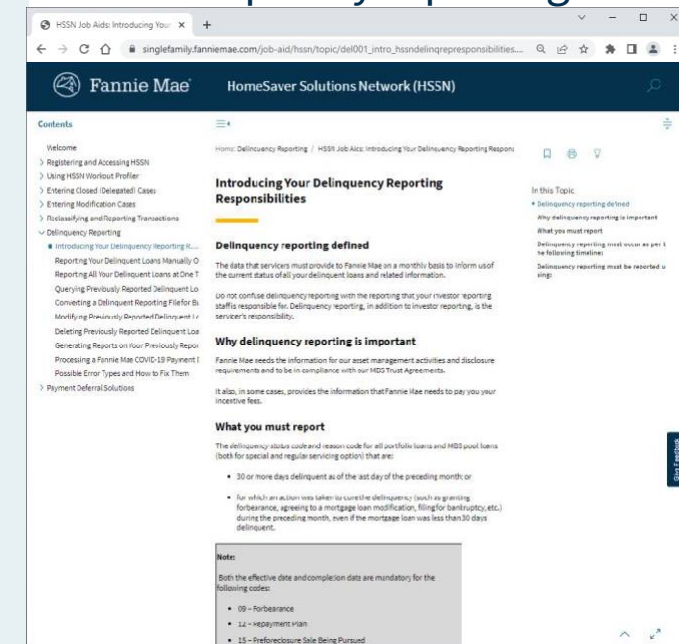 HSSN Job Aids: Introducing Your
singlefamily.fanniemae.com/job-aid/hssn/topic/del001_intro_hssndelinqrepresponsibilities....
Fannie Mae
HomeSaver Solutions Network (HSSN)
Contents
Welcome
Registering and Accessing HSSN
Using HSSN Workout Profiler
Entering Closed (Delegated) Cases
Entering Modification Cases
Reclassifying and Reporting Transactions
Delinquency Reporting
Introducing Your Delinquency Reporting R....
Reporting Your Delinquent Loans Manually O
Reporting All Your Delinquent Loans at One T
Querying Previously Reported Delinquent Lo
Converting a Delinquent Reporting File for Bu
Modifying Previously Reported Delinquent Lo
Deleting Previously Reported Delinquent Loa
Generating Reports on Your Previously Repor
Processing a Fannie Mae COVID-19 Payment
Possible Error Types and How to Fix Them
Payment Deferral Solutions
Home: Delinquency Reporting / HSSN Job Aids: Introducing Your Delinquency Reporting Respons
Introducing Your Delinquency Reporting
Responsibilities
Delinquency reporting defined
The data that servicers must provide to Fannie Mae on a monthly basis to inform us of
the current status of all your delinquent loans and related information.
Do not confuse delinquency reporting with the reporting that your investor reporting
staff is responsible for. Delinquency reporting, in addition to investor reporting, is the
servicer's responsibility.
Why delinquency reporting is important
Fannie Mae needs the information for our asset management activities and disclosure
requirements and to be in compliance with our MBS Trust Agreements.
It also, in some cases, provides the information that Fannie Mae needs to pay you your
incentive fees.
What you must report
The delinquency status code and reason code for all portfolio loans and MBS pool loans
(both for special and regular servicing option) that are:
• 30 or more days delinquent as of the last day of the preceding month; or
• for which an action was taken to cure the delinquency (such as granting
forbearance, agreeing to a mortgage loan modification, filing for bankruptcy, etc.)
during the preceding month, even if the mortgage loan was less than 30 days
delinquent.
Note:
Both the effective date and completion date are mandatory for the
following codes:
• 09 – Forbearance
• 12 – Repayment Plan
• 15 – Preforeclosure Sale Being Pursued
In this Topic
Delinquency reporting defined
Why delinquency reporting is important
What you must report
Delinquency reporting must occur as per t
he following timeline:
Delinquency reporting must be reported u
sing:
Give Feedback